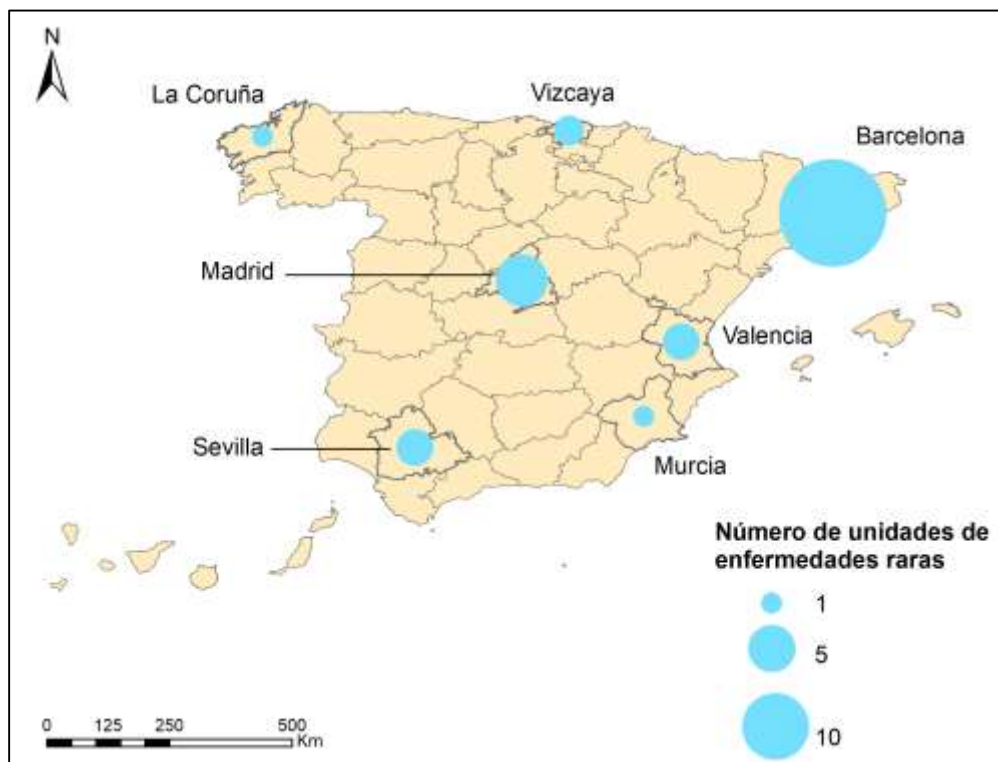 N
La Coruña
Vizcaya
Barcelona
Madrid
Valencia
Sevilla
Murcia
Número de unidades de
enfermedades raras
1
5
10
0 125 250 500
Km